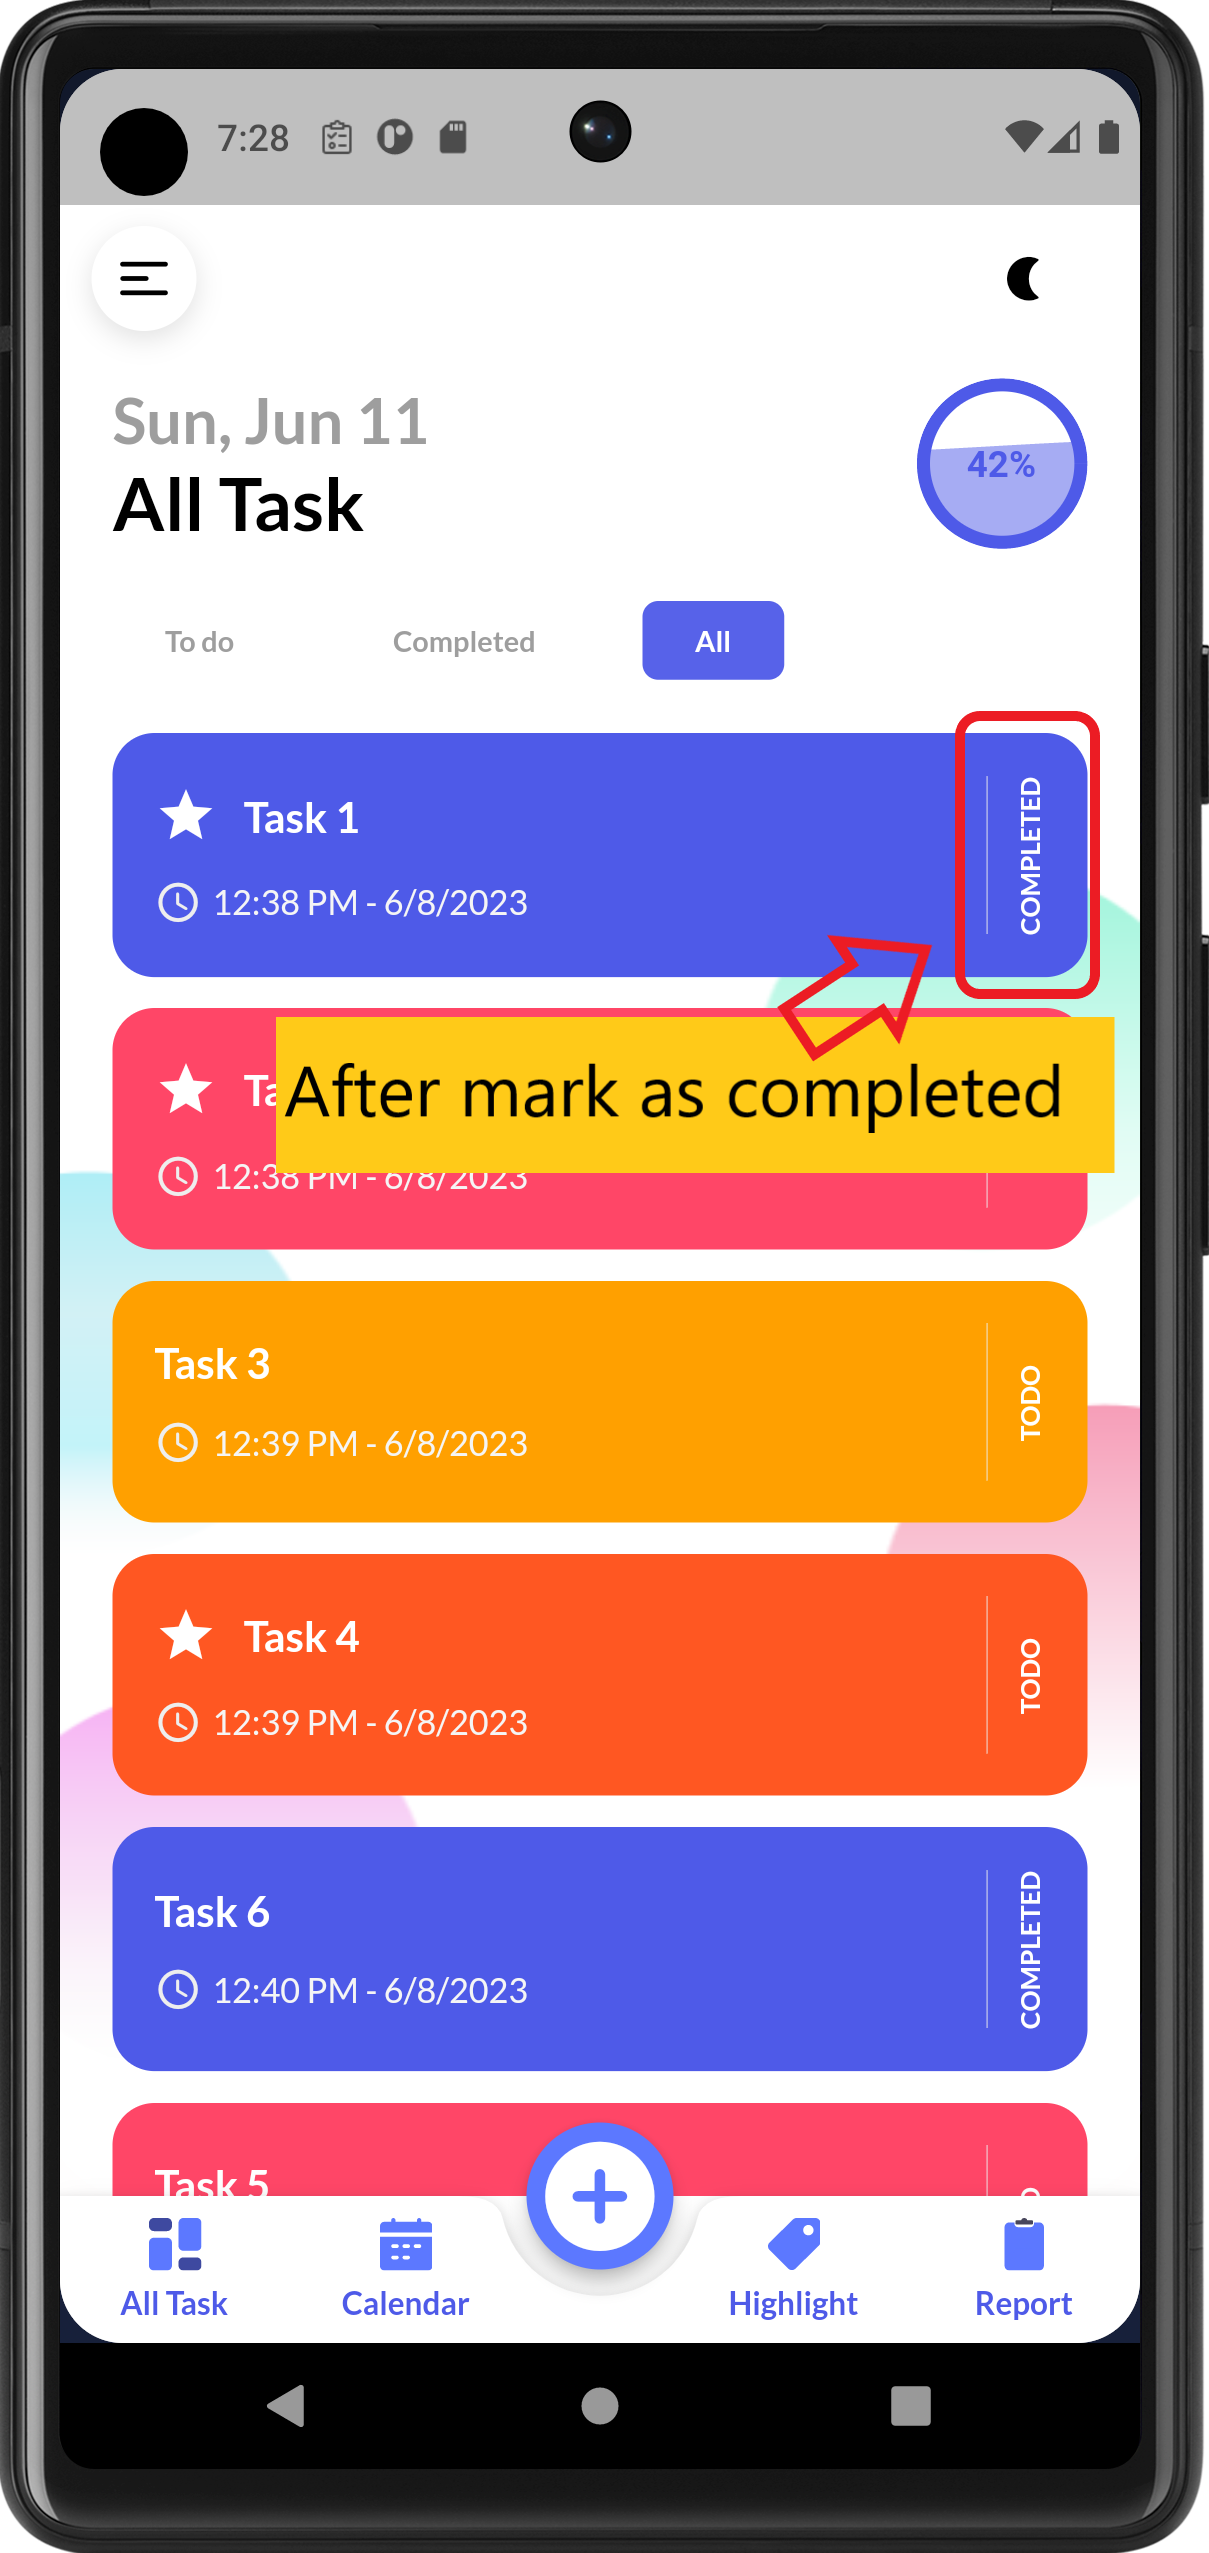 7:28
Sun, Jun 11
All Task
42%
To do
Completed
All
Task 1
12:38 PM - 6/8/2023
COMPLETED
After mark as completed
12:38 PM - 6/8/2023
Task 3
12:39 PM - 6/8/2023
TODO
Task 4
12:39 PM - 6/8/2023
TODO
Task 6
12:40 PM - 6/8/2023
COMPLETED
Task 5
All Task
Calendar
Highlight
Report